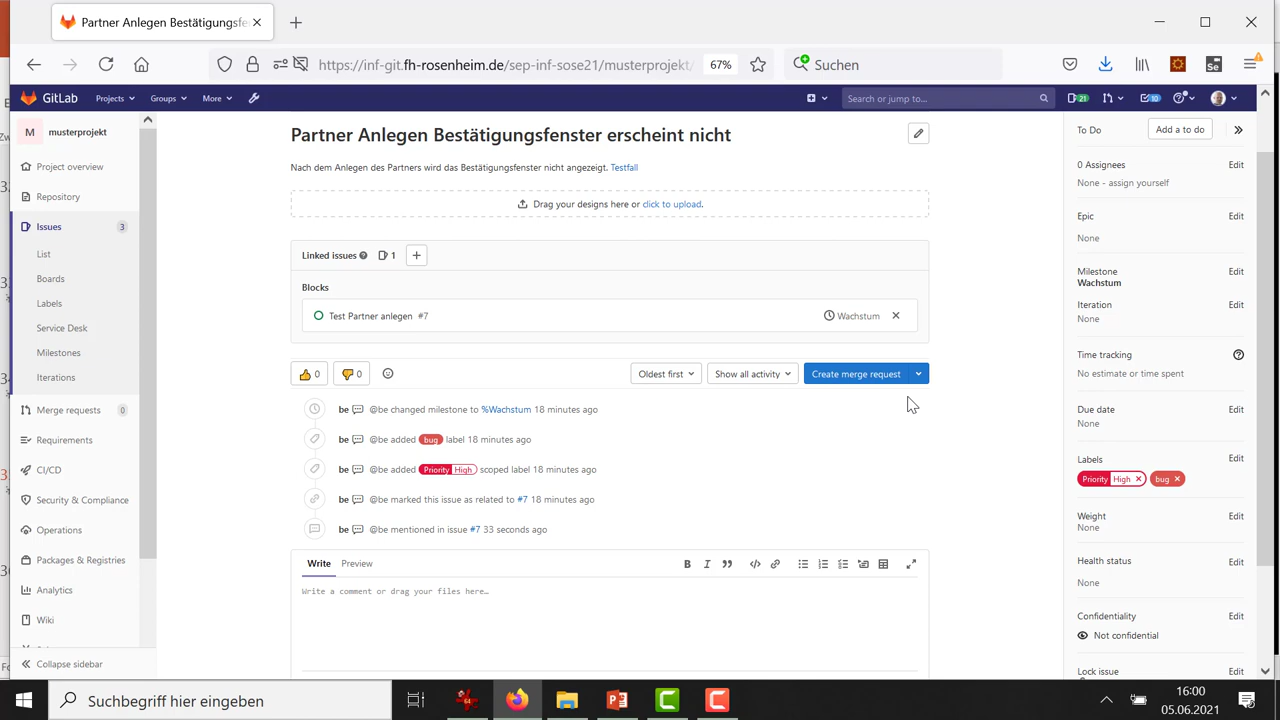 Partner Anlegen Bestätigungsfe
https://inf-git.fh-rosenheim.de/sep-inf-sose21/musterprojekt/
67%
Suchen
GitLab
Projects
Groups
More
Search or jump to...
21
10
M musterprojekt
Project overview
Repository
Issues 3
List
Boards
Labels
Service Desk
Milestones
Iterations
Merge requests 0
Requirements
CI/CD
Security & Compliance
Operations
Packages & Registries
Analytics
Wiki
Collapse sidebar
Partner Anlegen Bestätigungsfenster erscheint nicht
Nach dem Anlegen des Partners wird das Bestätigungsfenster nicht angezeigt. Testfall
Drag your designs here or click to upload.
Linked issues 1
Blocks
Test Partner anlegen #7 Wachstum
0 0 Oldest first Show all activity Create merge request
be @be changed milestone to %Wachstum 18 minutes ago
be @be added bug label 18 minutes ago
be @be added Priority High scoped label 18 minutes ago
be @be marked this issue as related to #7 18 minutes ago
be @be mentioned in issue #7 33 seconds ago
Write Preview
B I
Write a comment or drag your files here…
To Do Add a to do
0 Assignees Edit
None - assign yourself
Epic Edit
None
Milestone Edit
Wachstum
Iteration Edit
None
Time tracking
No estimate or time spent
Due date Edit
None
Labels Edit
Priority High bug
Weight Edit
None
Health status Edit
None
Confidentiality Edit
Not confidential
Lock issue Edit
Suchbegriff hier eingeben
16:00
05.06.2021